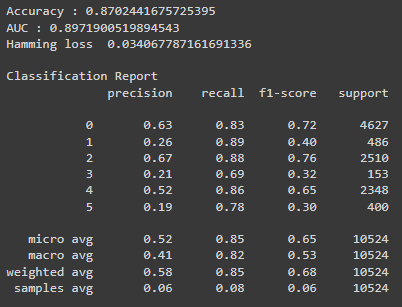 Accuracy : 0.8702441675725395
AUC : 0.8971900519894543
Hamming loss 0.034067787161691336
Classification Report
precision recall f1-score support
0 0.63 0.83 0.72 4627
1 0.26 0.89 0.40 486
2 0.67 0.88 0.76 2510
3 0.21 0.69 0.32 153
4 0.52 0.86 0.65 2348
5 0.19 0.78 0.30 400
micro avg 0.52 0.85 0.65 10524
macro avg 0.41 0.82 0.53 10524
weighted avg 0.58 0.85 0.68 10524
samples avg 0.06 0.08 0.06 10524